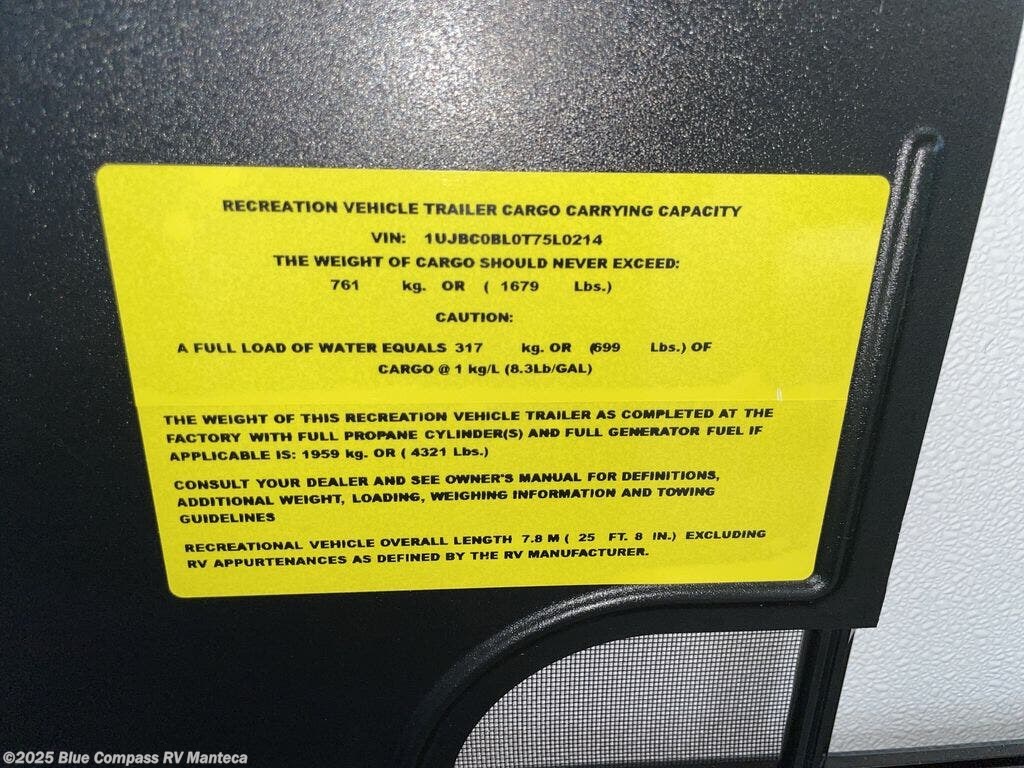 RECREATION VEHICLE TRAILER CARGO CARRYING CAPACITY
VIN: 1UJBC0BL0T75L0214
THE WEIGHT OF CARGO SHOULD NEVER EXCEED:
761 kg. OR ( 1679 Lbs.)
CAUTION:
A FULL LOAD OF WATER EQUALS 317 kg. OR (699 Lbs.) OF
CARGO @ 1 kg/L (8.3Lb/GAL)
THE WEIGHT OF THIS RECREATION VEHICLE TRAILER AS COMPLETED AT THE
FACTORY WITH FULL PROPANE CYLINDER(S) AND FULL GENERATOR FUEL IF
APPLICABLE IS: 1959 kg. OR ( 4321 Lbs.)
CONSULT YOUR DEALER AND SEE OWNER'S MANUAL FOR DEFINITIONS,
ADDITIONAL WEIGHT, LOADING, WEIGHING INFORMATION AND TOWING
GUIDELINES
RECREATIONAL VEHICLE OVERALL LENGTH 7.8 M ( 25 FT. 8 IN.) EXCLUDING
RV APPURTENANCES AS DEFINED BY THE RV MANUFACTURER.
©2025 Blue Compass RV Manteca